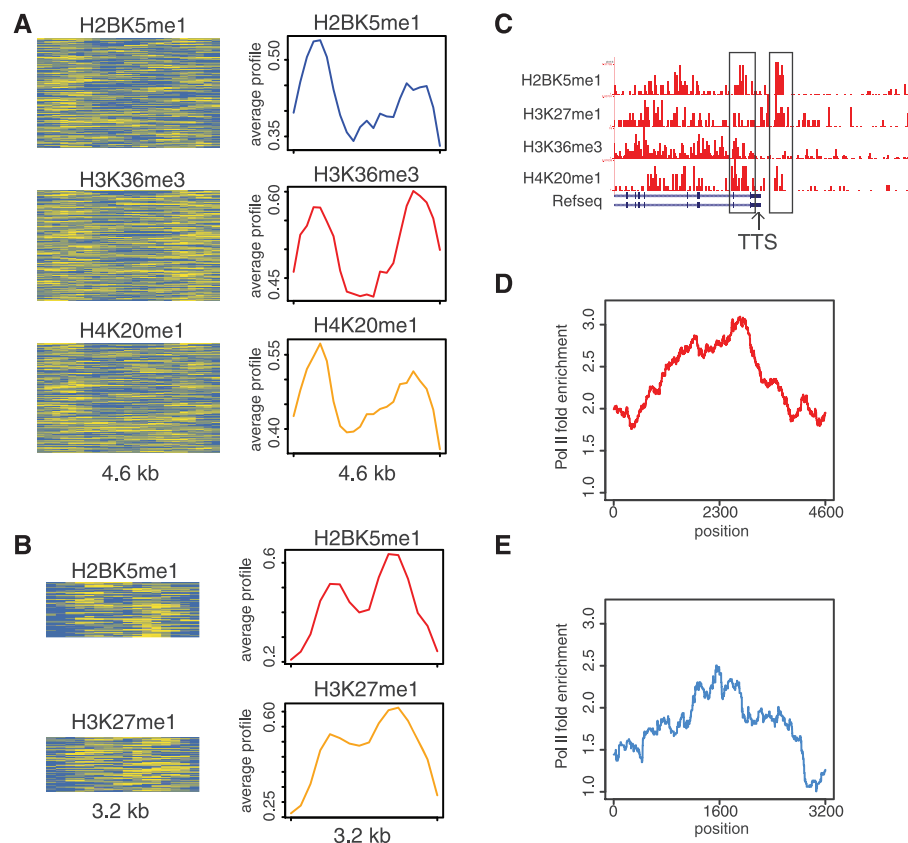 A
H2BK5me1
H2BK5me1
average profile
0.35
0.50
H3K36me3
H3K36me3
average profile
0.45
0.60
H4K20me1
H4K20me1
average profile
0.40
0.55
4.6 kb
4.6 kb
B
H2BK5me1
H2BK5me1
average profile
0.2
0.6
H3K27me1
H3K27me1
average profile
0.25
0.60
3.2 kb
3.2 kb
C
H2BK5me1
H3K27me1
H3K36me3
H4K20me1
Refseq
TTS
D
Pol II fold enrichment
3.0
2.5
2.0
1.5
1.0
0
2300
4600
position
E
Pol II fold enrichment
3.0
2.5
2.0
1.5
1.0
0
1600
3200
position